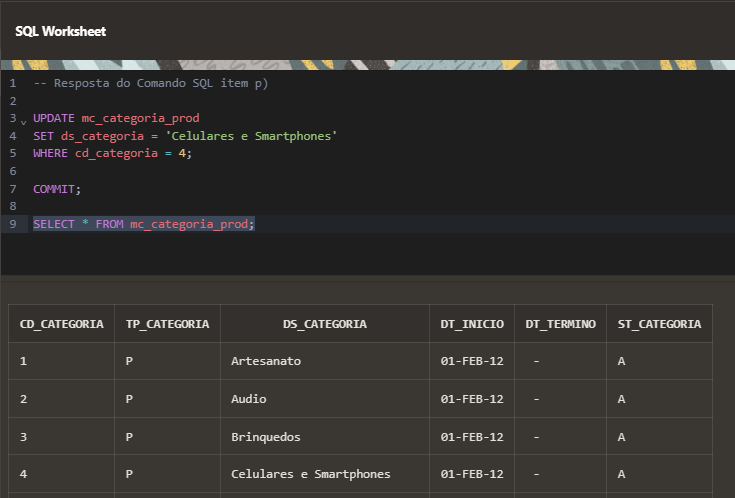 SQL Worksheet
1 -- Resposta do Comando SQL item p)
2
3 UPDATE mc_categoria_prod
4 SET ds_categoria = 'Celulares e Smartphones'
5 WHERE cd_categoria = 4;
6
7 COMMIT;
8
9 SELECT * FROM mc_categoria_prod;
CD_CATEGORIA TP_CATEGORIA DS_CATEGORIA DT_INICIO DT_TERMINO ST_CATEGORIA
1 P Artesanato 01-FEB-12 - A
2 P Audio 01-FEB-12 - A
3 P Brinquedos 01-FEB-12 - A
4 P Celulares e Smartphones 01-FEB-12 - A